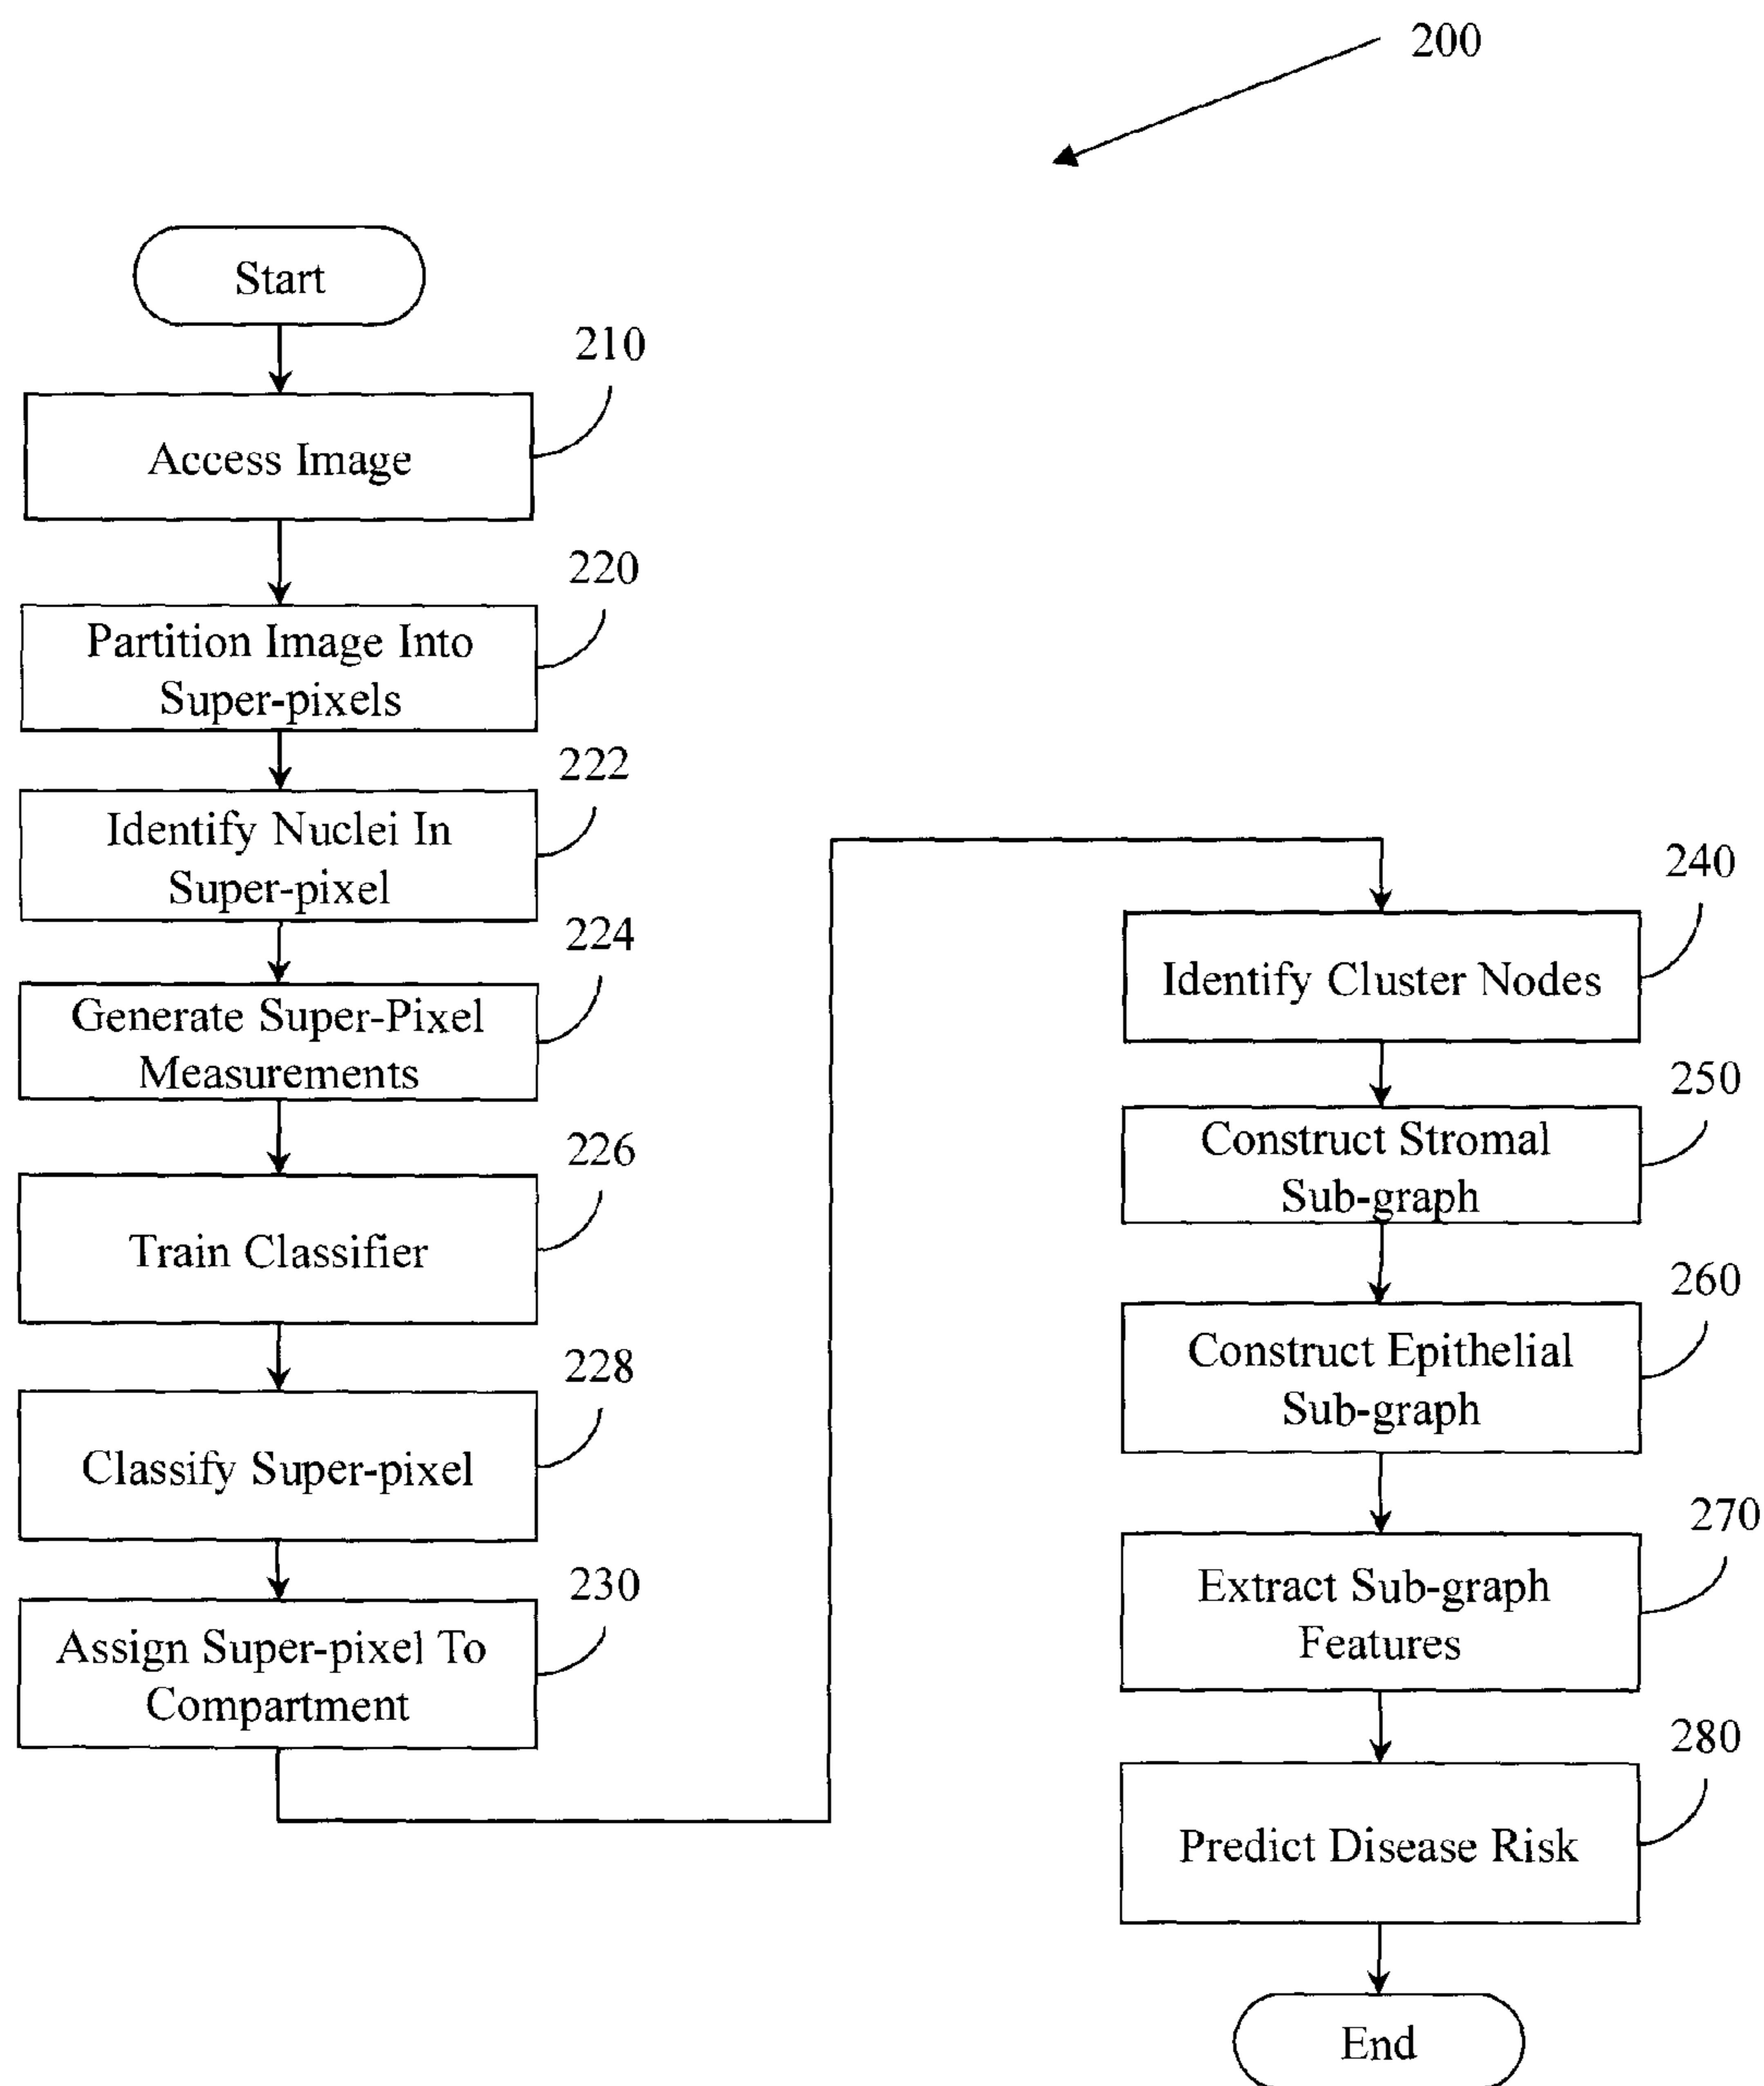 200
Start
210
Access Image
220
Partition Image Into
Super-pixels
222
Identify Nuclei In
Super-pixel
224
Generate Super-Pixel
Measurements
226
Train Classifier
228
Classify Super-pixel
230
Assign Super-pixel To
Compartment
240
Identify Cluster Nodes
250
Construct Stromal
Sub-graph
260
Construct Epithelial
Sub-graph
270
Extract Sub-graph
Features
280
Predict Disease Risk
End